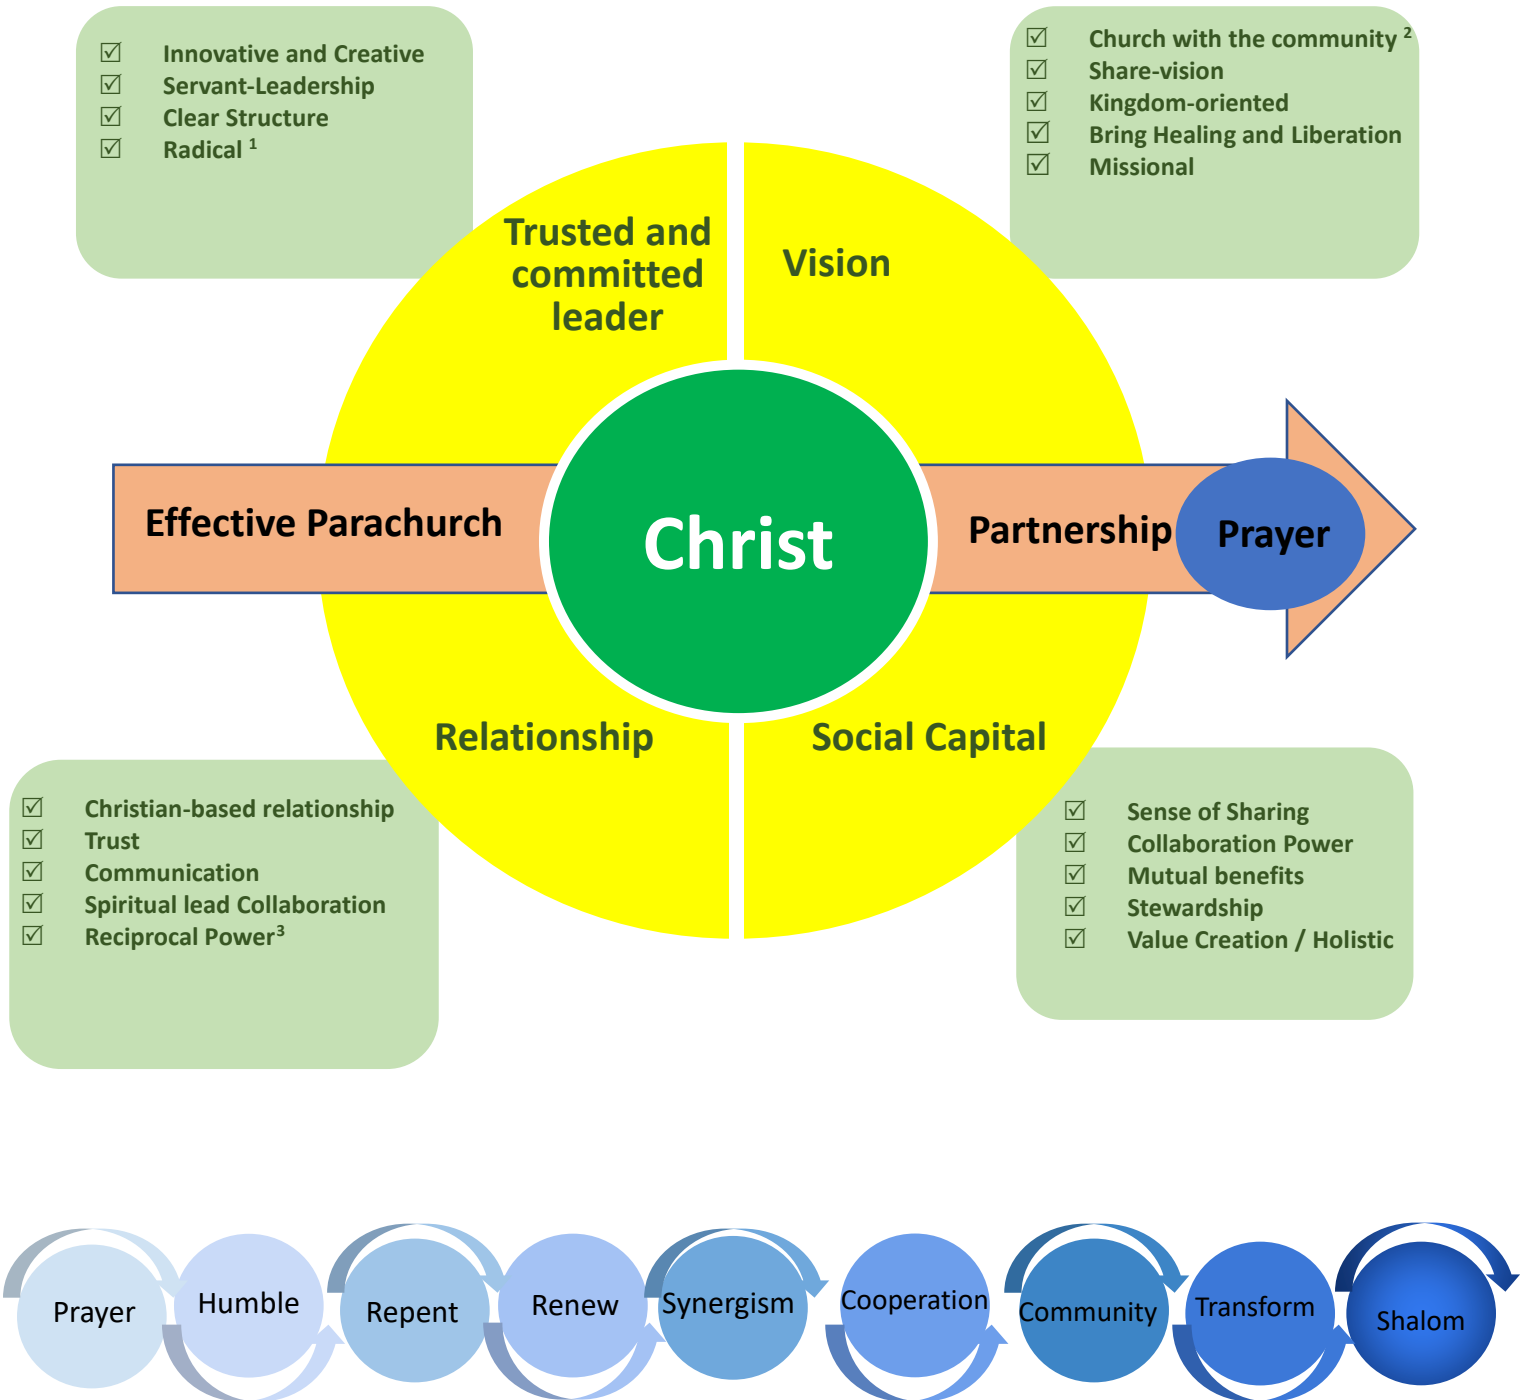 Innovative and Creative
Servant-Leadership
Clear Structure
Radical ¹
Church with the community ²
Share-vision
Kingdom-oriented
Bring Healing and Liberation
Missional
Trusted and
committed
leader
Vision
Effective Parachurch
Christ
Partnership
Prayer
Relationship
Social Capital
Christian-based relationship
Trust
Communication
Spiritual lead Collaboration
Reciprocal Power³
Sense of Sharing
Collaboration Power
Mutual benefits
Stewardship
Value Creation / Holistic
Prayer
Humble
Repent
Renew
Synergism
Cooperation
Community
Transform
Shalom